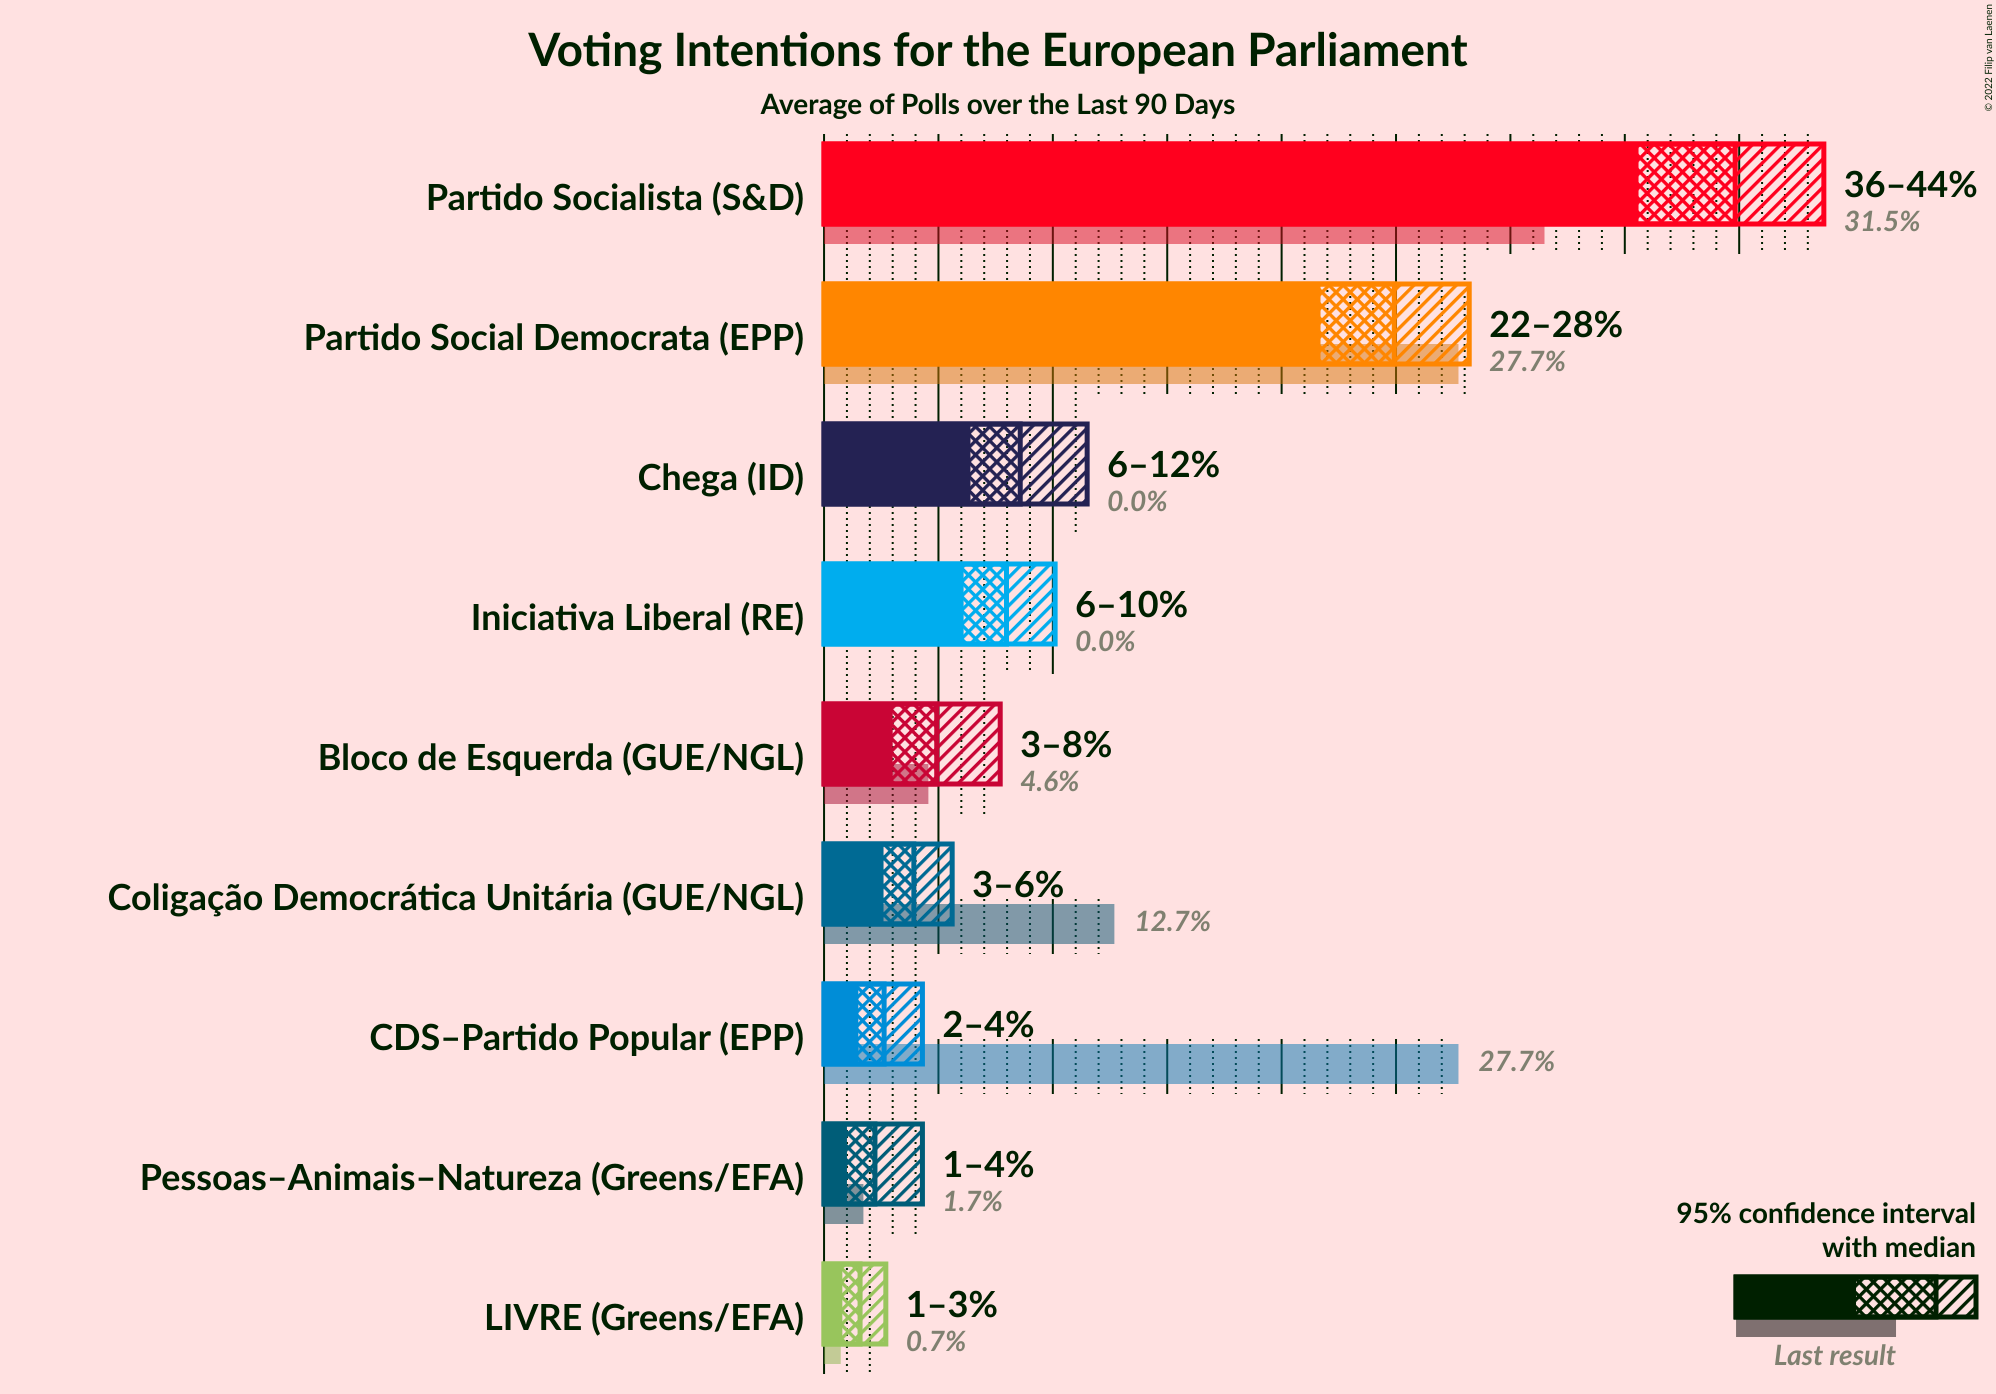 Voting Intentions for the European Parliament
Average of Polls over the Last 90 Days
© 2022 Filip van Laenen
Partido Socialista (S&D)
36–44%
31.5%
Partido Social Democrata (EPP)
22–28%
27.7%
Chega (ID)
6–12%
0.0%
Iniciativa Liberal (RE)
6–10%
0.0%
Bloco de Esquerda (GUE/NGL)
3–8%
4.6%
Coligação Democrática Unitária (GUE/NGL)
3–6%
12.7%
CDS–Partido Popular (EPP)
2–4%
27.7%
Pessoas–Animais–Natureza (Greens/EFA)
1–4%
1.7%
LIVRE (Greens/EFA)
1–3%
0.7%
95% confidence interval
with median
Last result